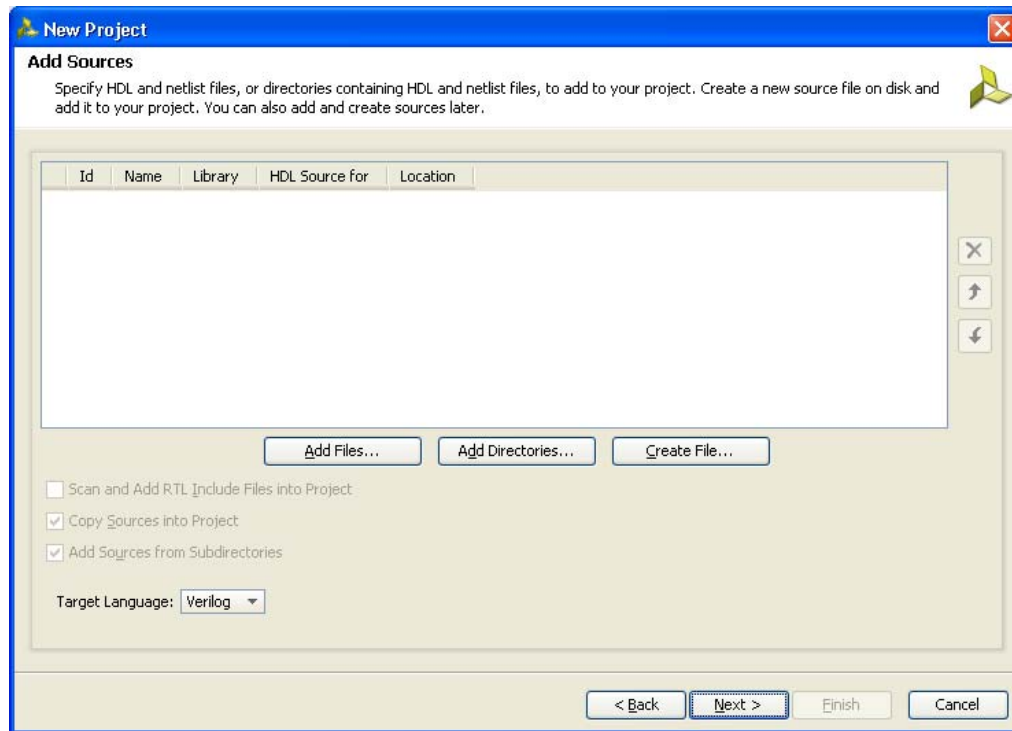 New Project
Add Sources
Specify HDL and netlist files, or directories containing HDL and netlist files, to add to your project. Create a new source file on disk and
add it to your project. You can also add and create sources later.
Id Name Library HDL Source for Location
Add Files... Add Directories... Create File...
Scan and Add RTL Include Files into Project
Copy Sources into Project
Add Sources from Subdirectories
Target Language: Verilog
< Back Next > Finish Cancel